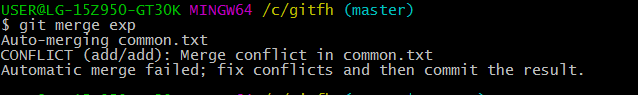 USER@LG-15Z950-GT30K MINGW64 /c/gitfh (master)
$ git merge exp
Auto-merging common.txt
CONFLICT (add/add): Merge conflict in common.txt
Automatic merge failed; fix conflicts and then commit the result.